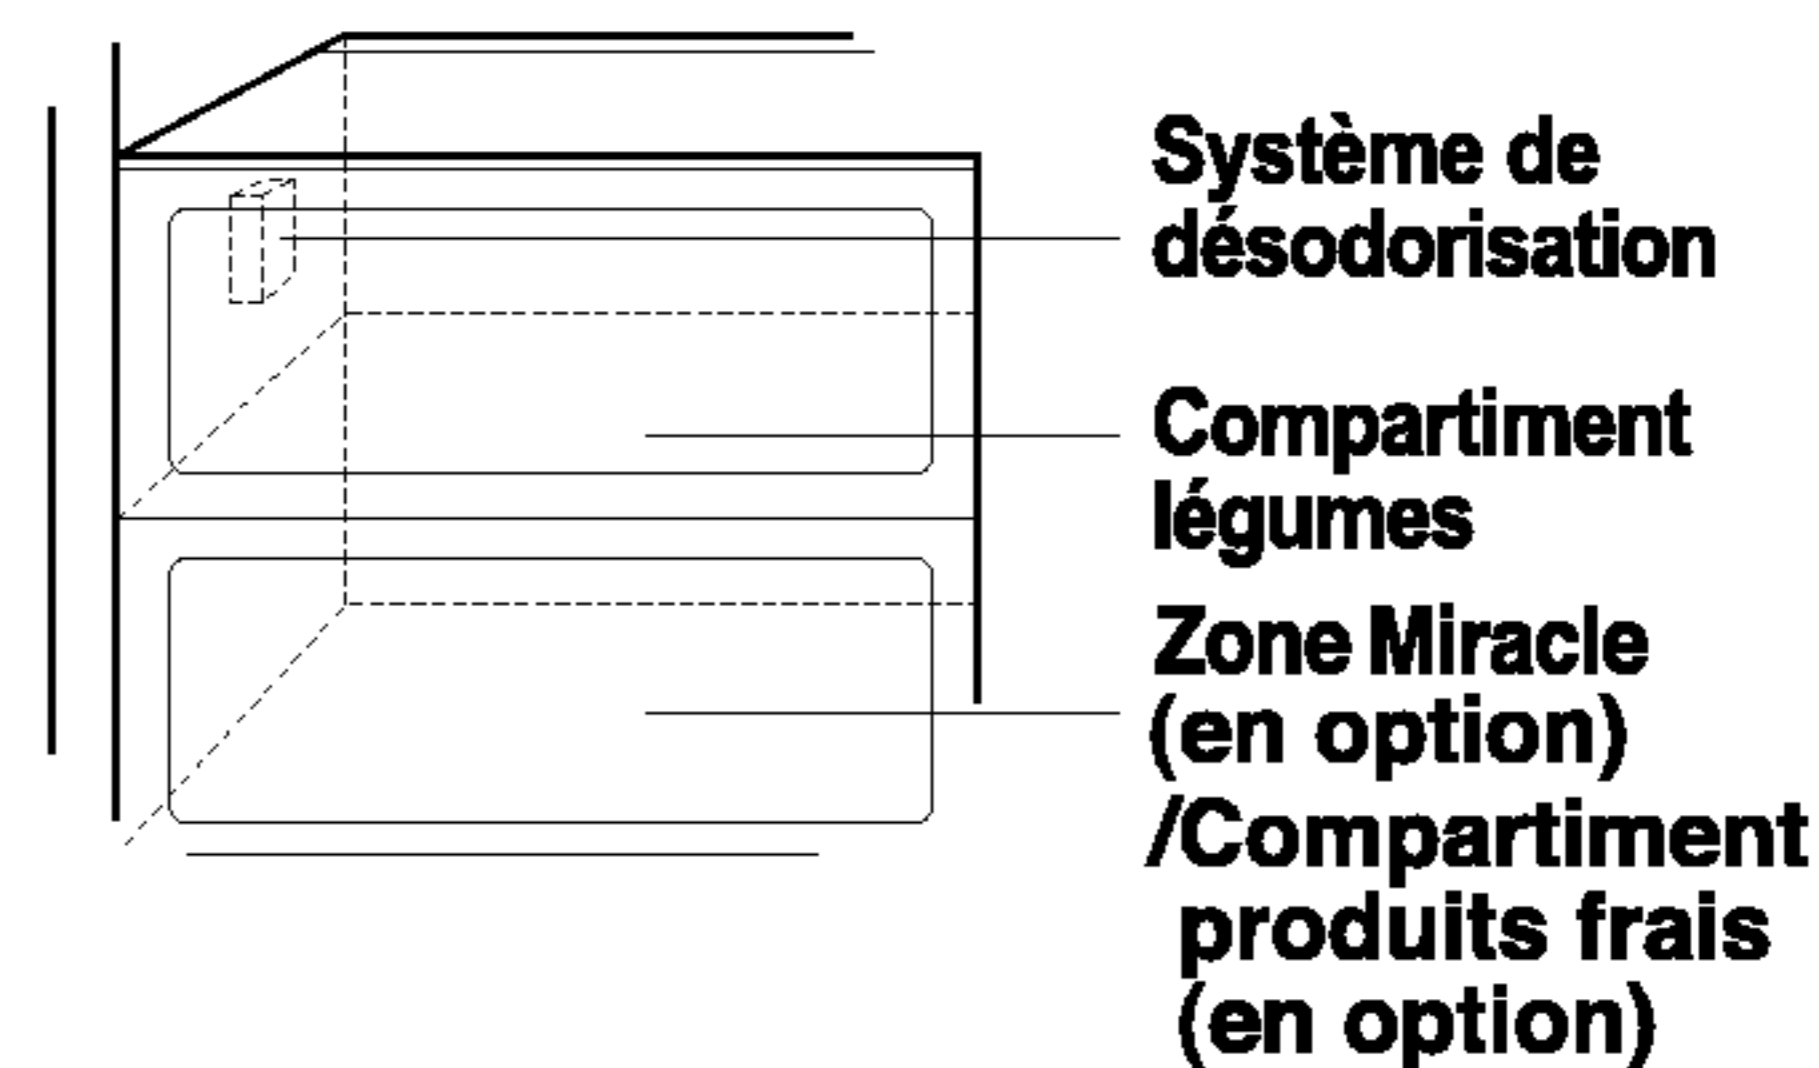 Système de
désodorisation
Compartiment
légumes
Zone Miracle
(en option)
/Compartiment
produits frais
(en option)